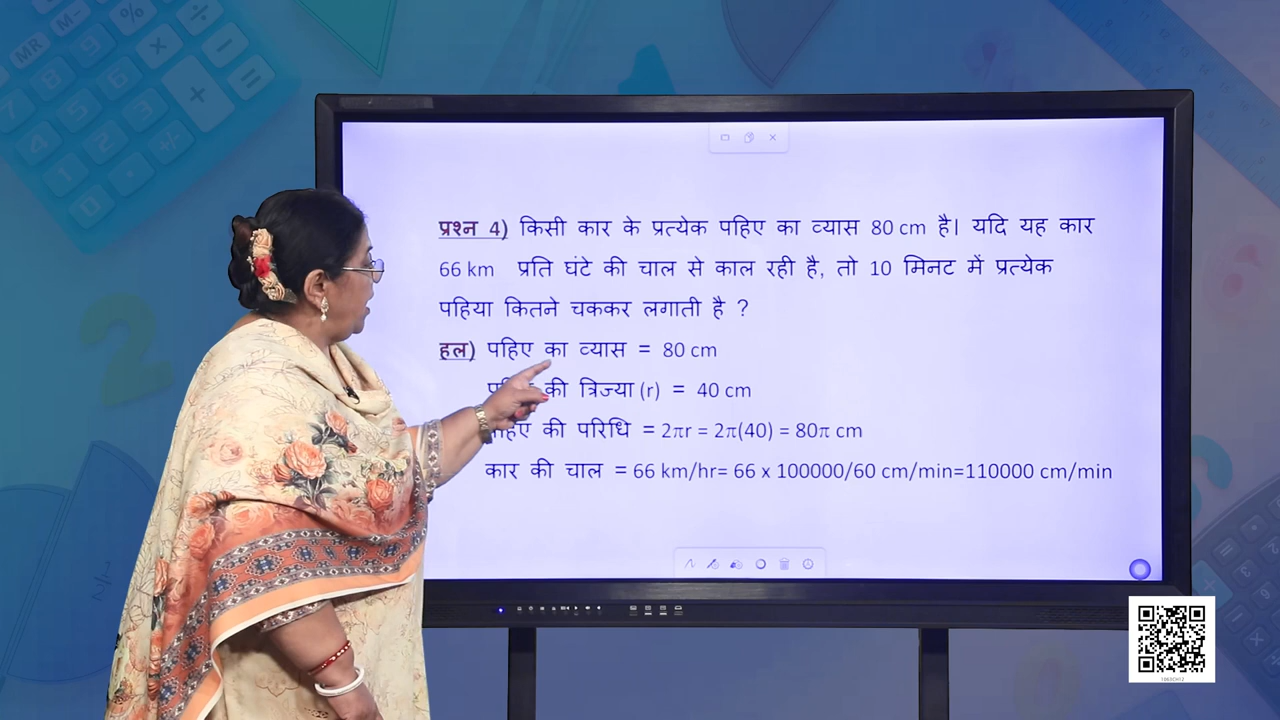 प्रश्न 4) किसी कार के प्रत्येक पहिए का व्यास 80 cm है। यदि यह कार
66 km प्रति घंटे की चाल से काल रही है, तो 10 मिनट में प्रत्येक
पहिया कितने चककर लगाती है ?
हल) पहिए का व्यास = 80 cm
की त्रिज्या (r) = 40 cm
की परिधि = 2πr = 2π(40) = 80π cm
कार की चाल = 66 km/hr= 66 x 100000/60 cm/min=110000 cm/min
1063CH12